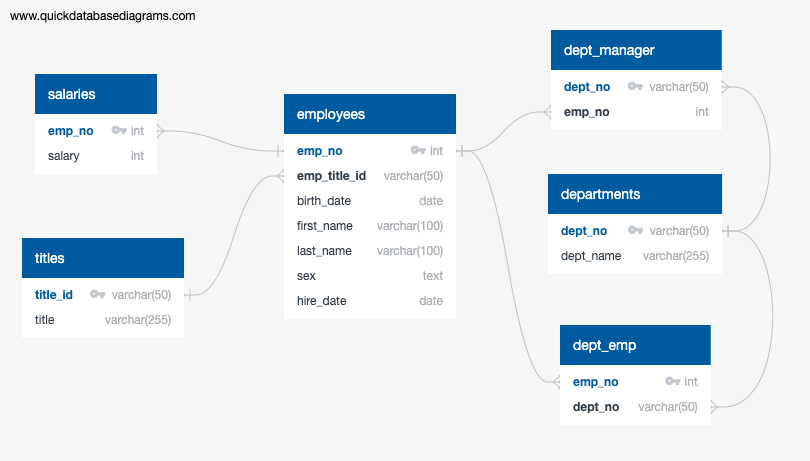 www.quickdatabasediagrams.com
salaries
emp_no int
salary int
titles
title_id varchar(50)
title varchar(255)
employees
emp_no int
emp_title_id varchar(50)
birth_date date
first_name varchar(100)
last_name varchar(100)
sex text
hire_date date
dept_manager
dept_no varchar(50)
emp_no int
departments
dept_no varchar(50)
dept_name varchar(255)
dept_emp
emp_no int
dept_no varchar(50)